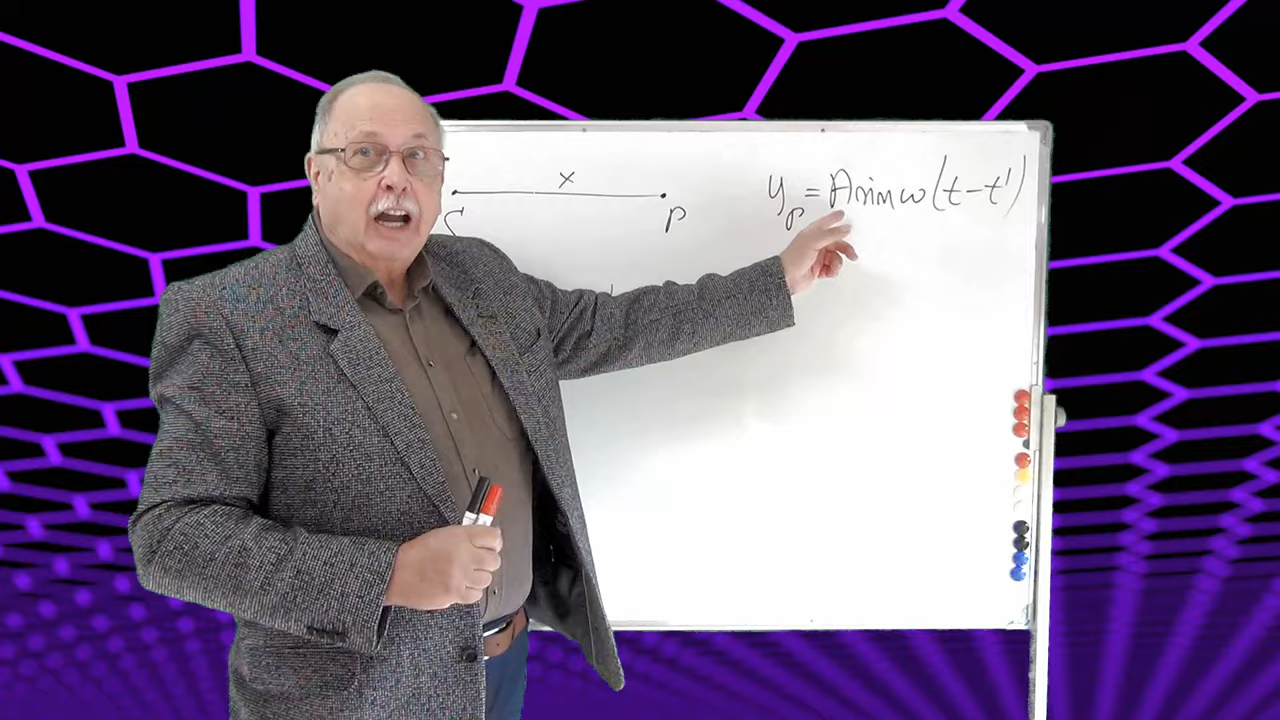 x
S P
y_p = A sin ω(t - t')